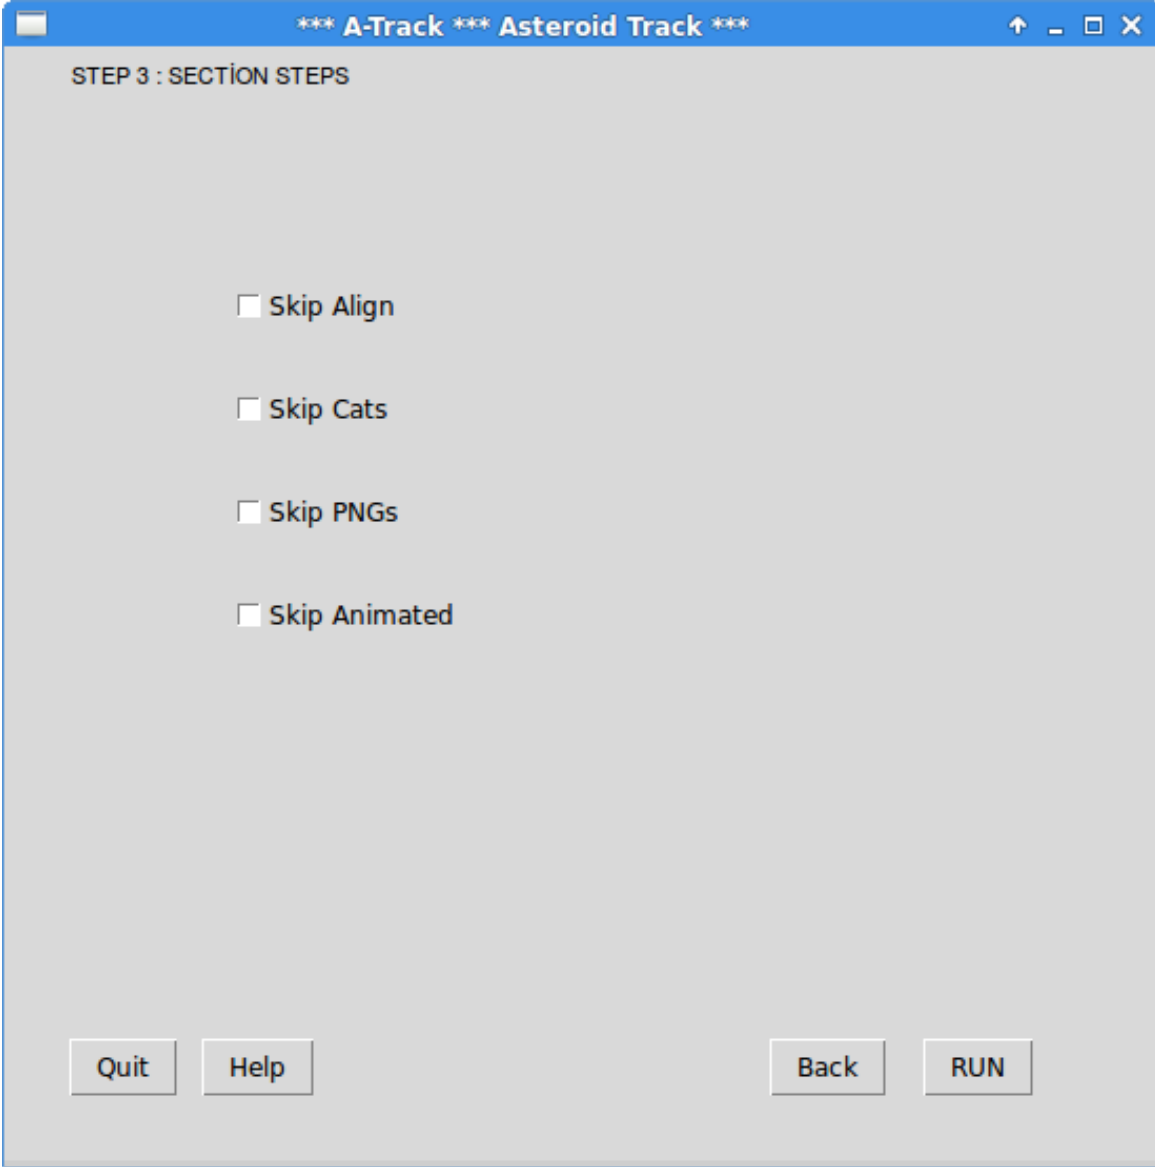 *** A-Track *** Asteroid Track ***
STEP 3 : SECTİON STEPS
Skip Align
Skip Cats
Skip PNGs
Skip Animated
Quit Help Back RUN